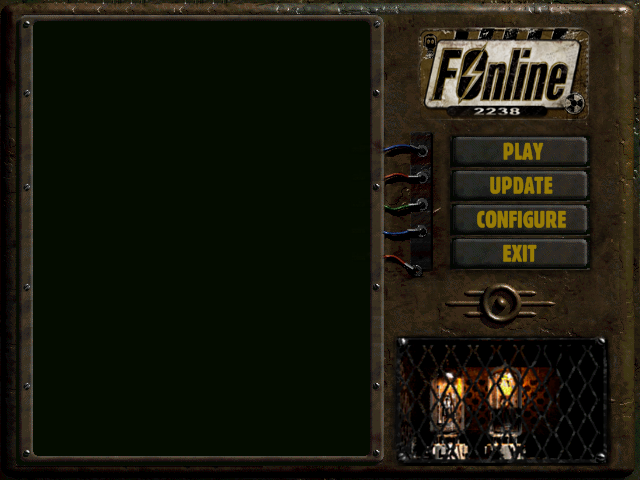 FOnline
2238
PLAY
UPDATE
CONFIGURE
EXIT